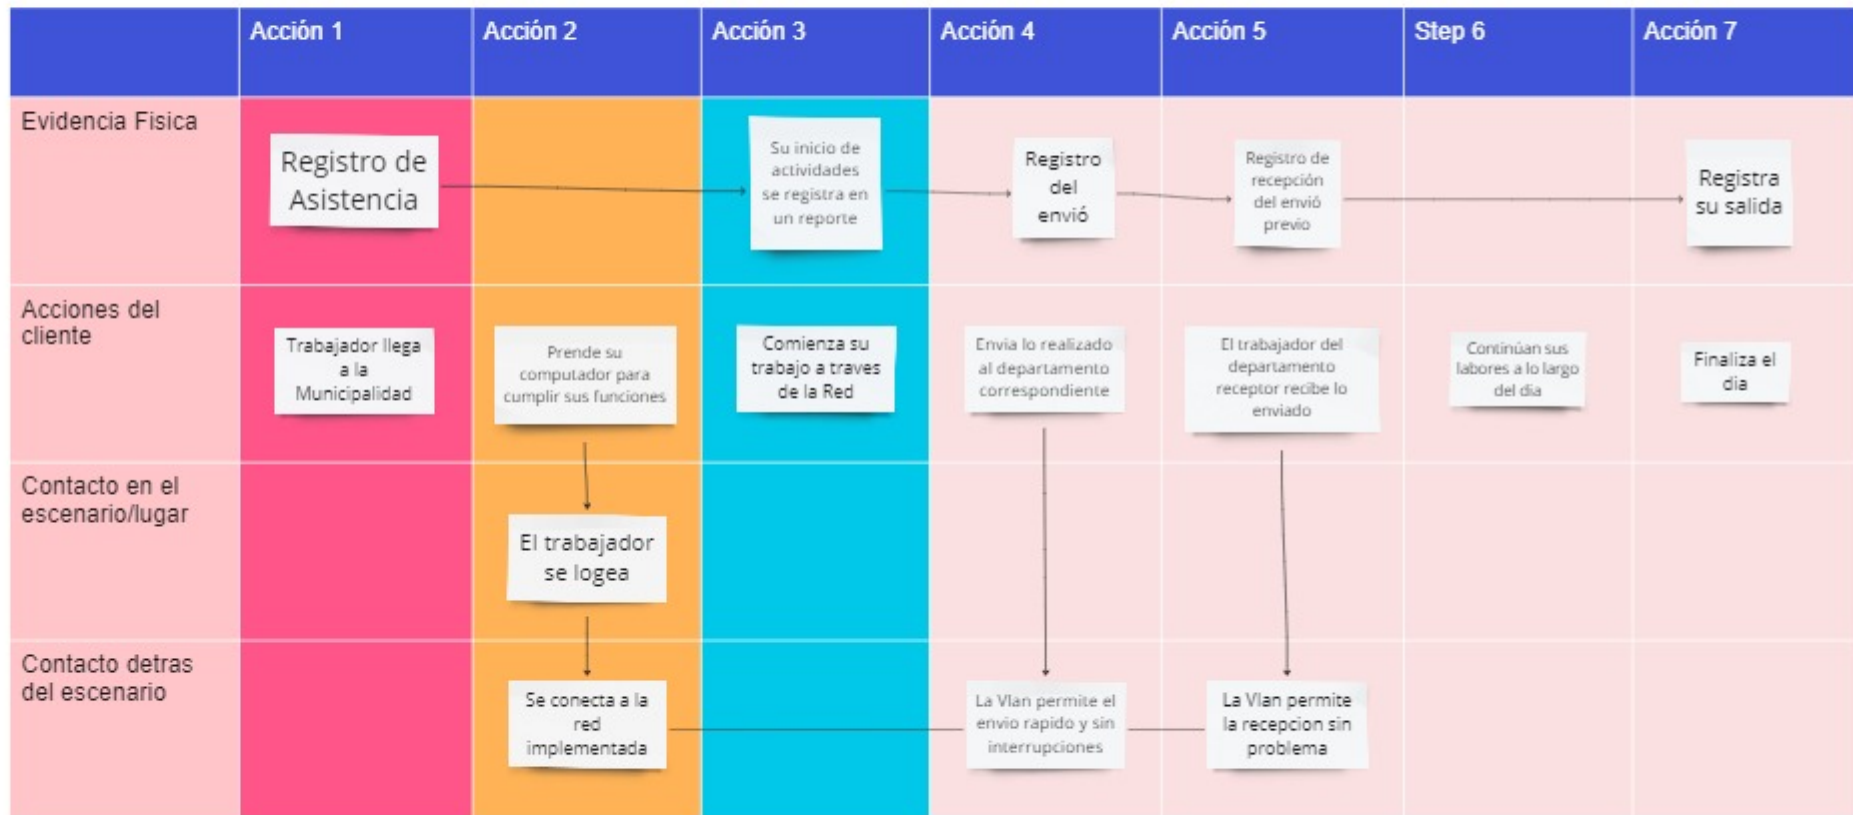 Acción 1
Acción 2
Acción 3
Acción 4
Acción 5
Step 6
Acción 7
Evidencia Fisica
Registro de
Asistencia
Su inicio de
actividades
se registra en
un reporte
Registro
del
envió
Registro de
recepción
del envió
previo
Registra
su salida
Acciones del
cliente
Trabajador llega
a la
Municipalidad
Prende su
computador para
cumplir sus funciones
Comienza su
trabajo a traves
de la Red
Envia lo realizado
al departamento
correspondiente
El trabajador del
departamento
receptor recibe lo
enviado
Continúan sus
labores a lo largo
del dia
Finaliza el
dia
Contacto en el
escenario/lugar
El trabajador
se logea
Contacto detras
del escenario
Se conecta a la
red
implementada
La Vlan permite el
envio rapido y sin
interrupciones
La Vlan permite
la recepcion sin
problema